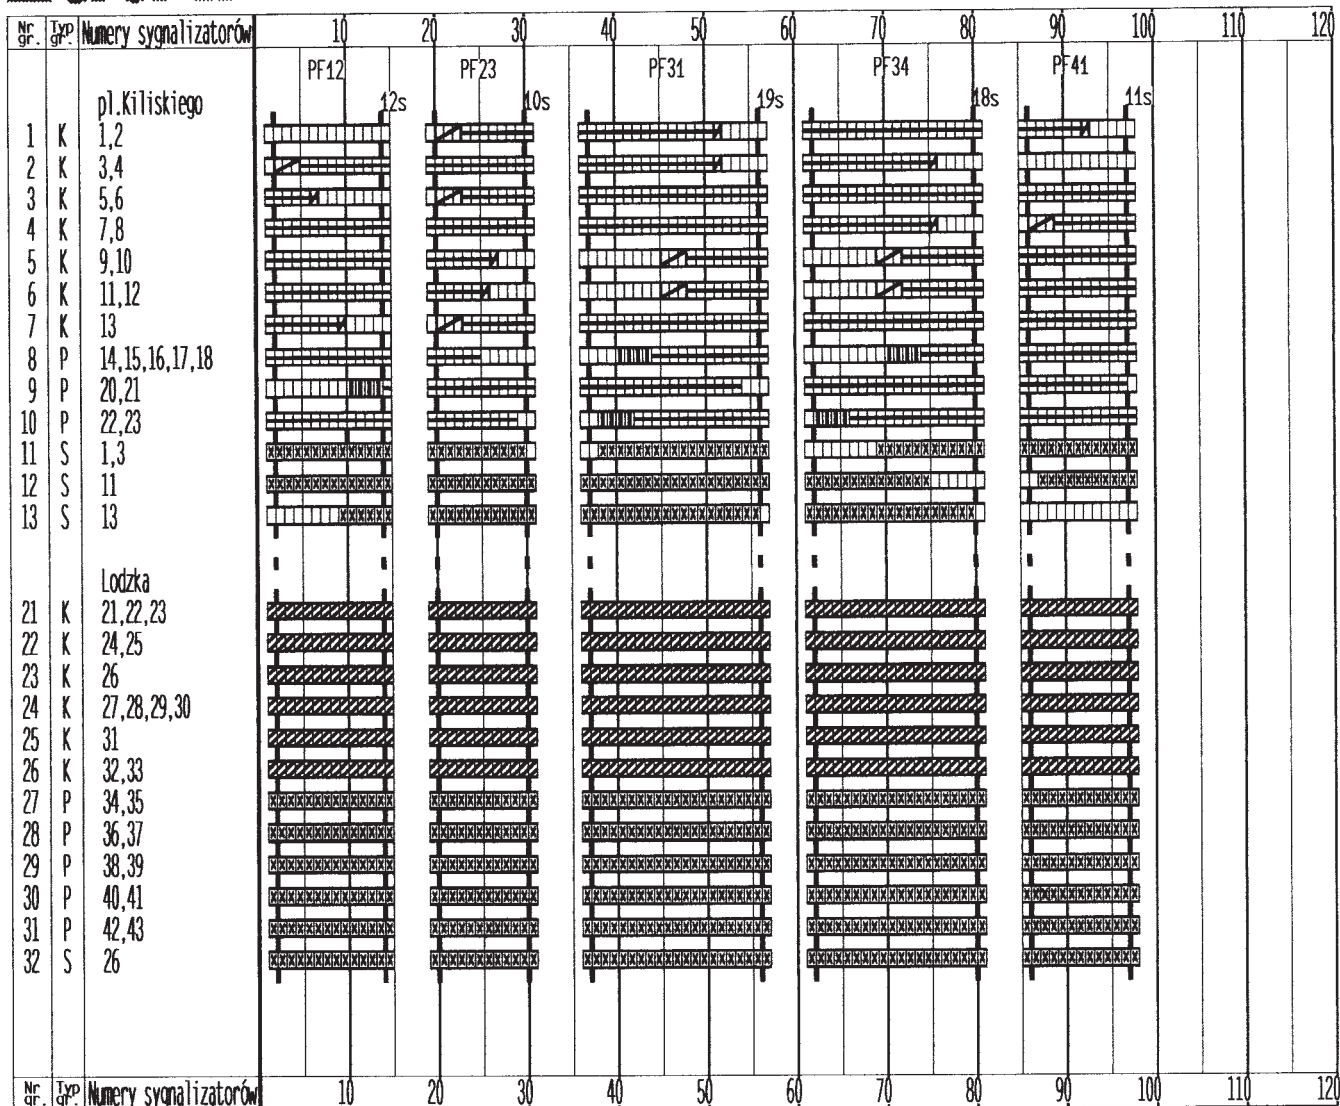 Nr gr. Typ gr. Numery sygnalizatorów 10 20 30 40 50 60 70 80 90 100 110 120
PF12 PF23 PF31 PF34 PF41
pl.Kiliskiego 12s 10s 19s 18s 11s
1 K 1,2
2 K 3,4
3 K 5,6
4 K 7,8
5 K 9,10
6 K 11,12
7 K 13
8 P 14,15,16,17,18
9 P 20,21
10 P 22,23
11 S 1,3
12 S 11
13 S 13
Lodzka
21 K 21,22,23
22 K 24,25
23 K 26
24 K 27,28,29,30
25 K 31
26 K 32,33
27 P 34,35
28 P 36,37
29 P 38,39
30 P 40,41
31 P 42,43
32 S 26
Nr gr. Typ gr. Numery sygnalizatorów 10 20 30 40 50 60 70 80 90 100 110 120